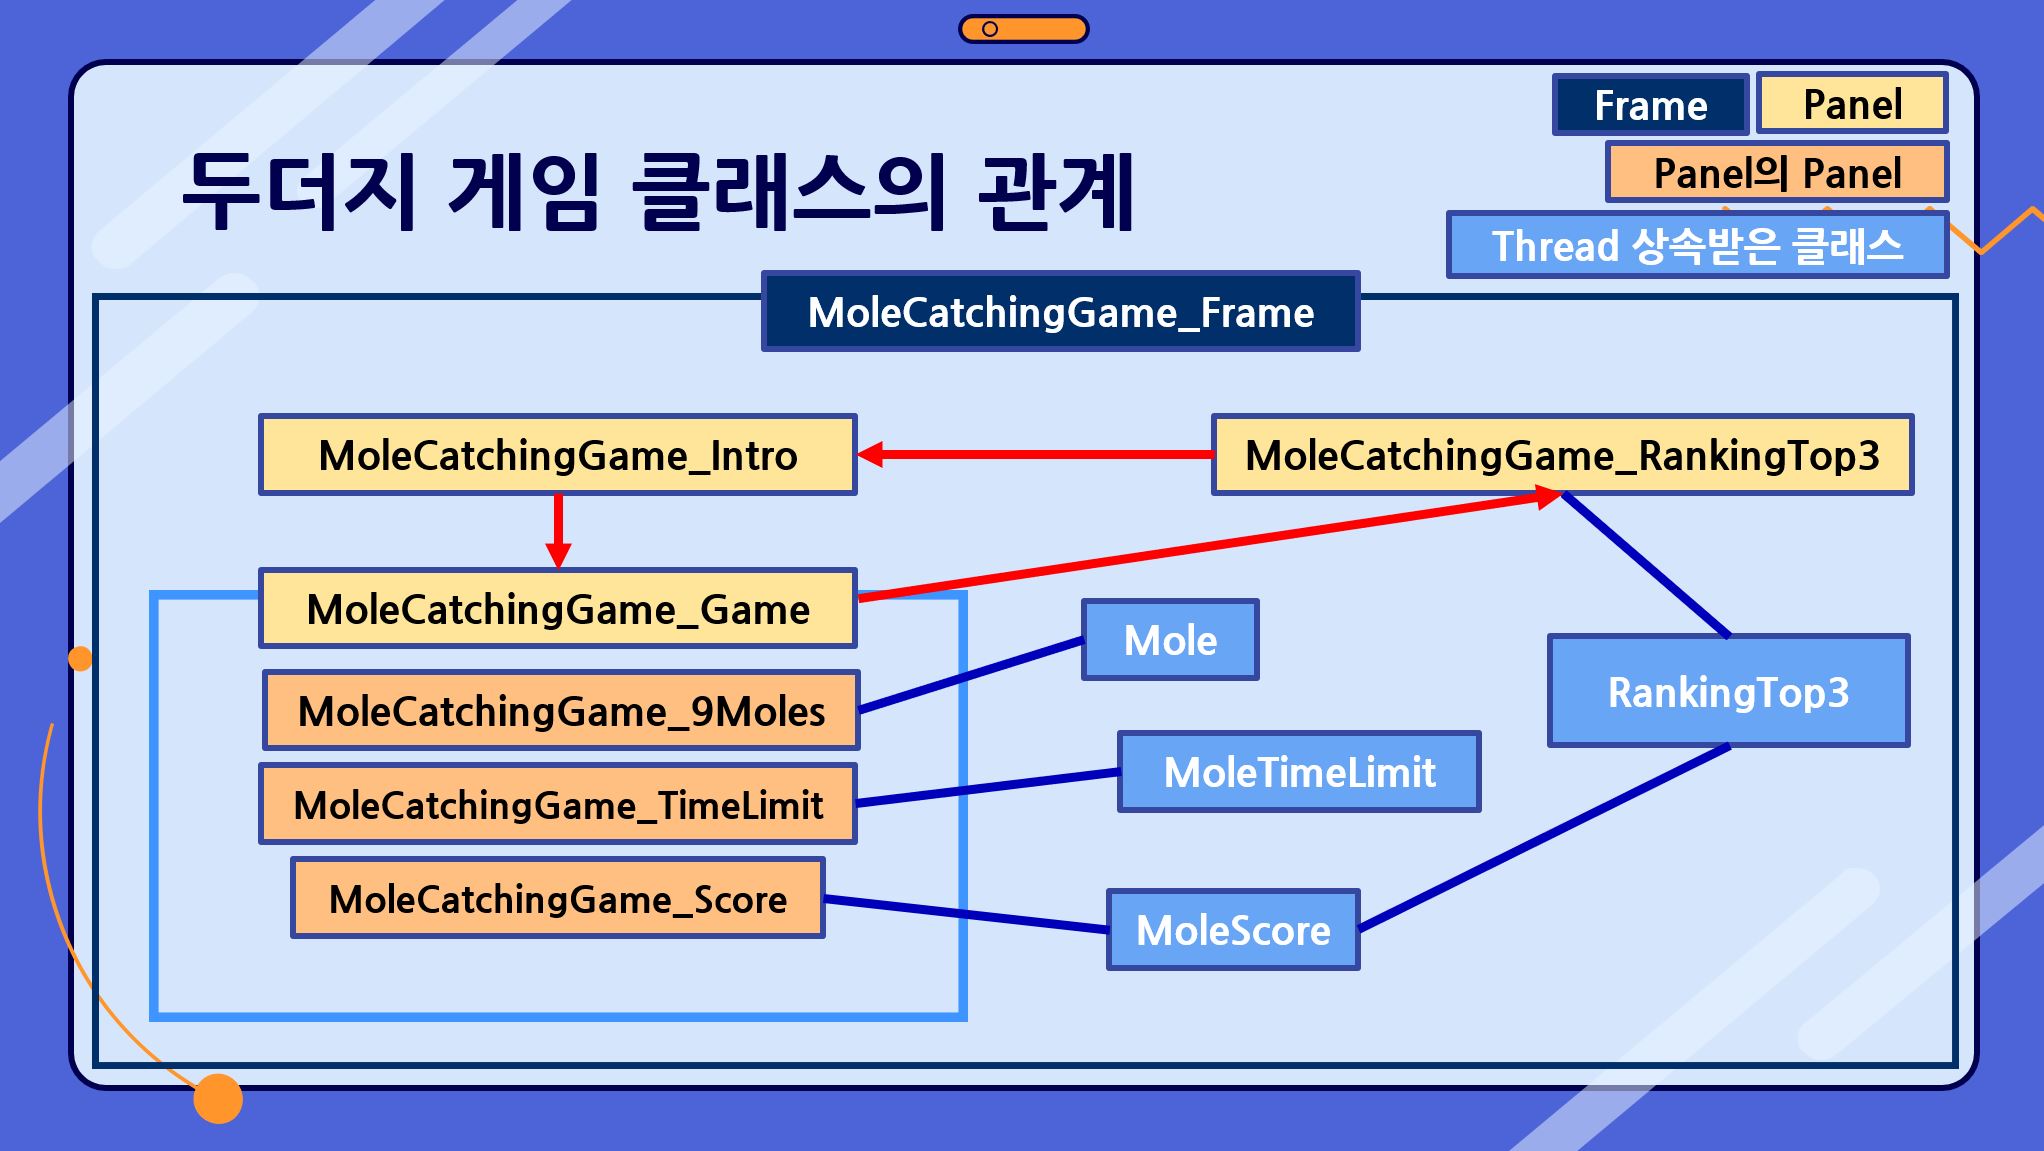 Frame
Panel
두더지 게임 클래스의 관계
Panel의 Panel
Thread 상속받은 클래스
MoleCatchingGame_Frame
MoleCatchingGame_Intro
MoleCatchingGame_RankingTop3
MoleCatchingGame_Game
Mole
MoleCatchingGame_9Moles
RankingTop3
MoleTimeLimit
MoleCatchingGame_TimeLimit
MoleCatchingGame_Score
MoleScore